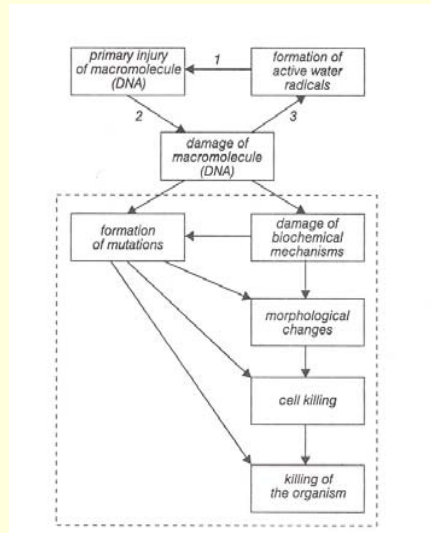 primary injury
of macromolecule
(DNA)
1
formation of
active water
radicals
2
3
damage of
macromolecule
(DNA)
formation
of mutations
damage of
biochemical
mechanisms
morphological
changes
cell killing
killing of
the organism